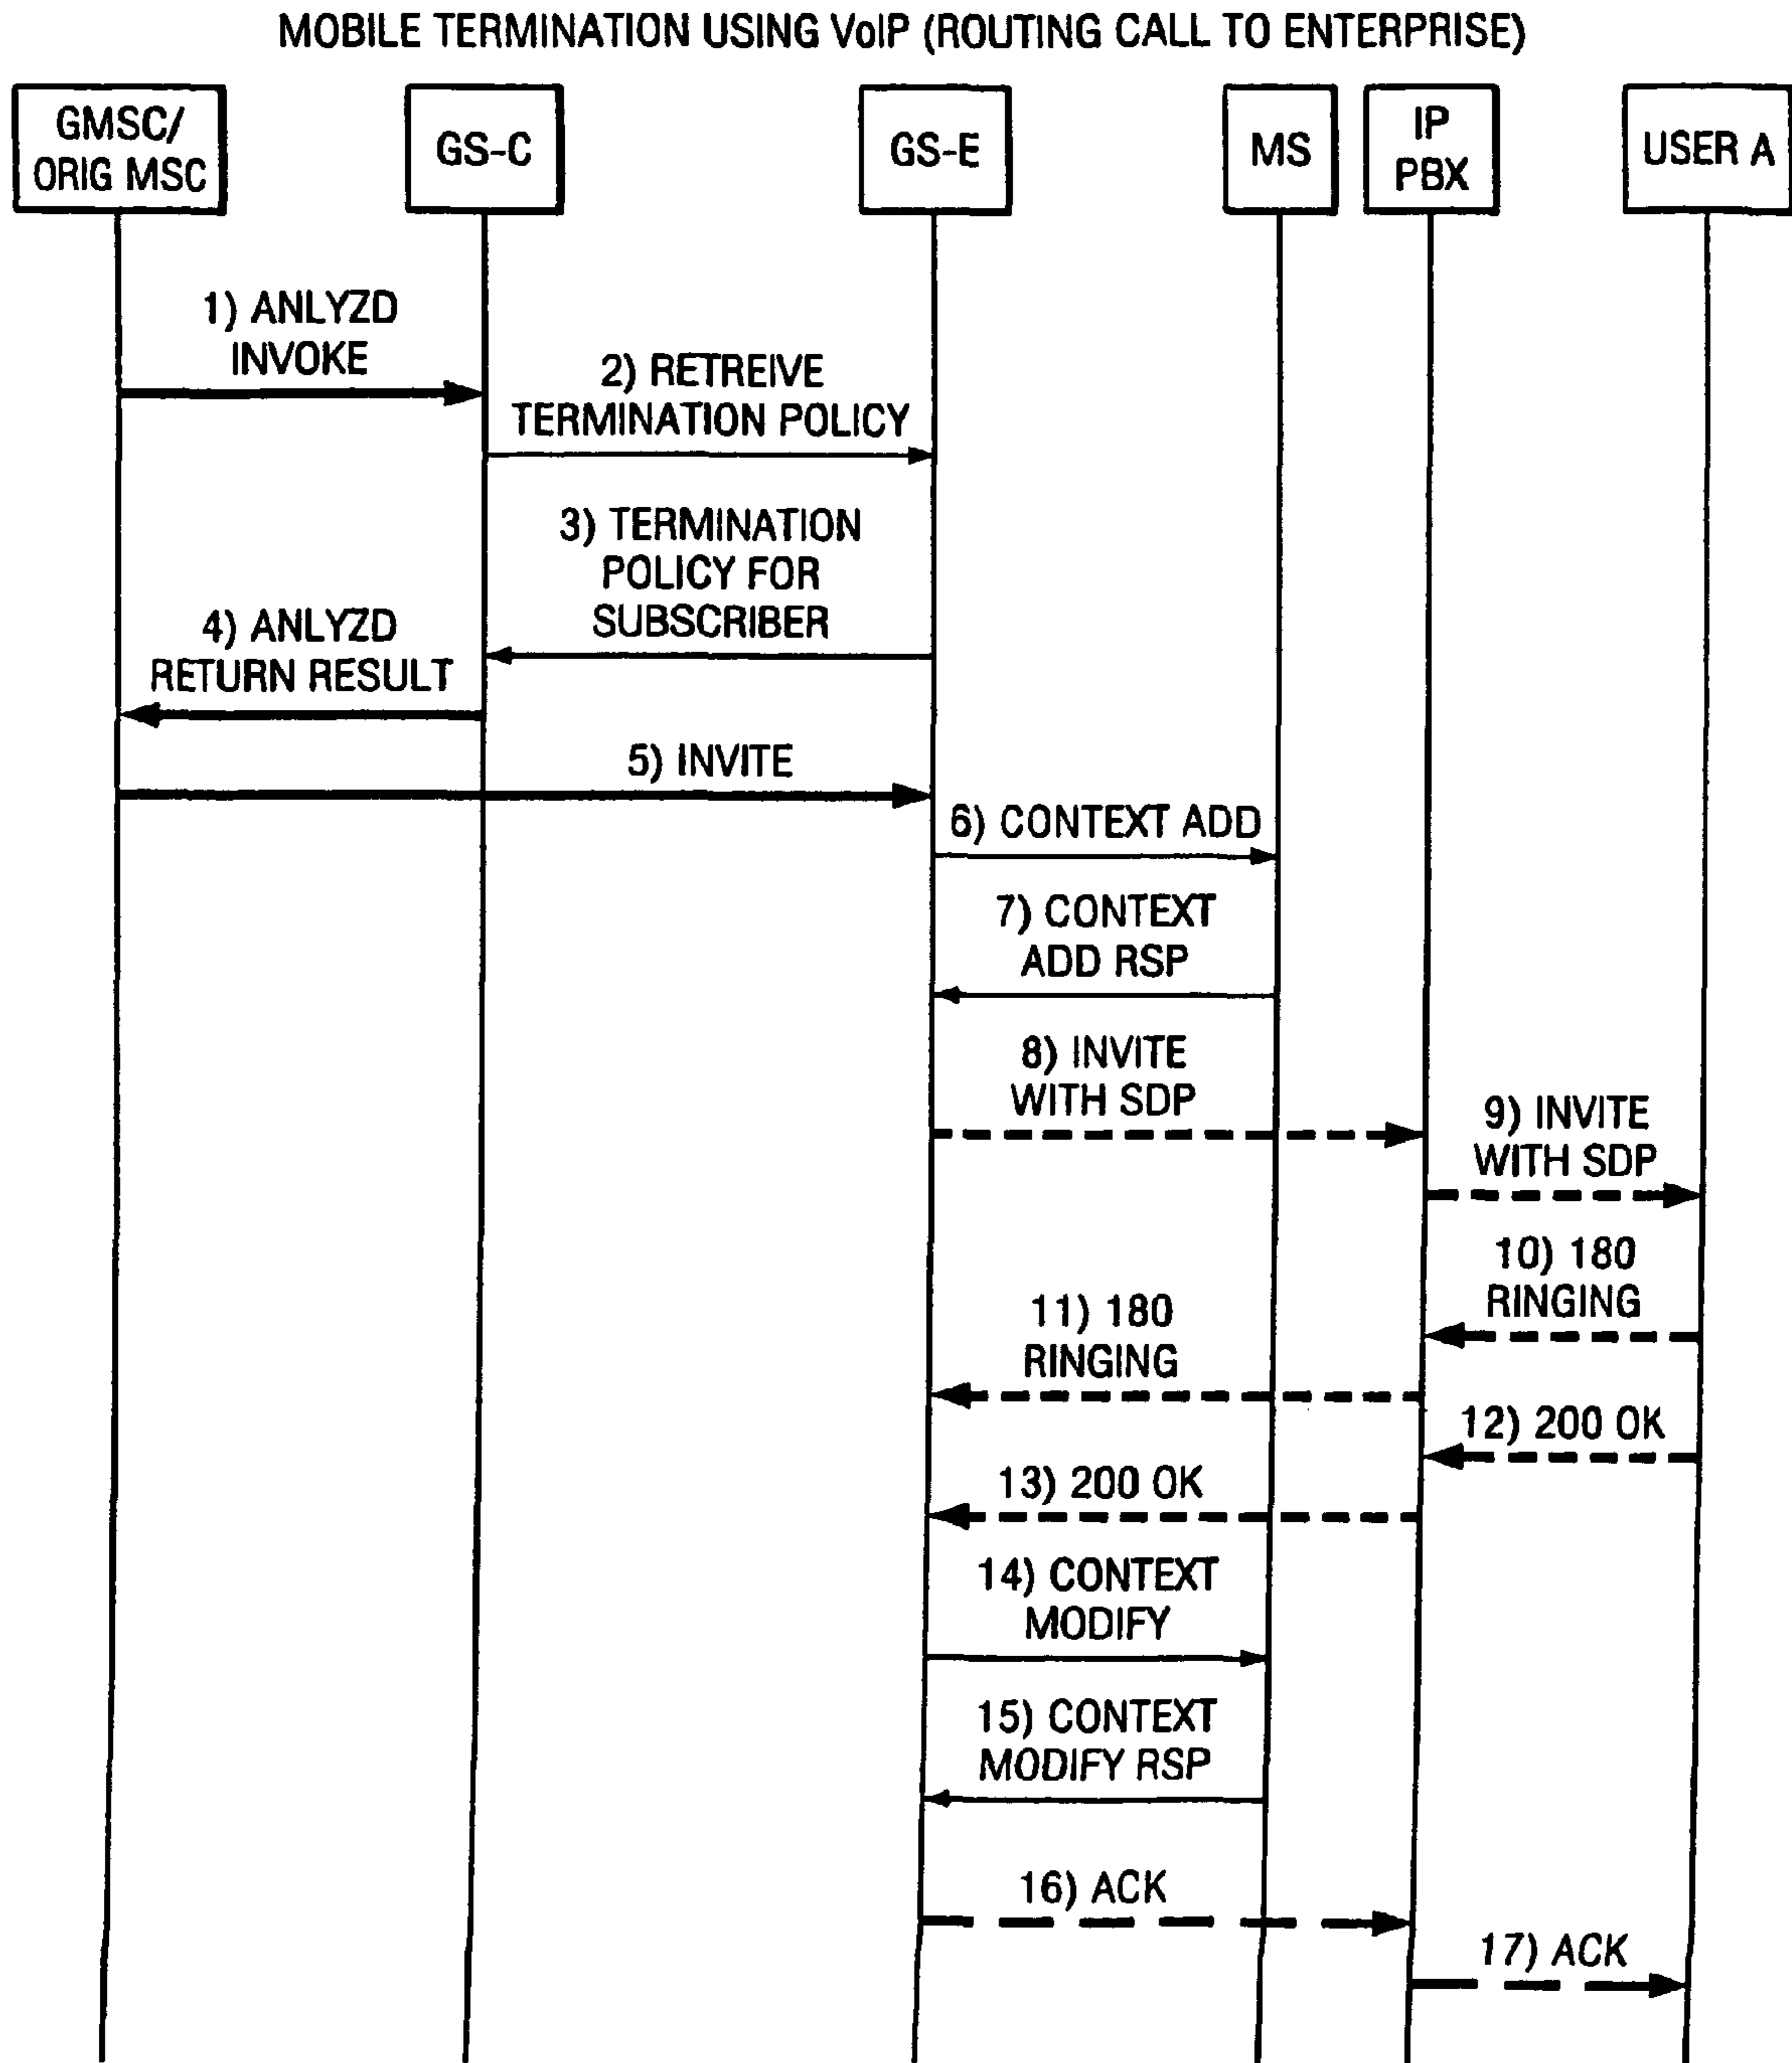 MOBILE TERMINATION USING VoIP (ROUTING CALL TO ENTERPRISE)
GMSC/
ORIG MSC
GS-C
GS-E
MS
IP
PBX
USER A
1) ANLYZD
INVOKE
2) RETREIVE
TERMINATION POLICY
3) TERMINATION
POLICY FOR
SUBSCRIBER
4) ANLYZD
RETURN RESULT
5) INVITE
6) CONTEXT ADD
7) CONTEXT
ADD RSP
8) INVITE
WITH SDP
9) INVITE
WITH SDP
10) 180
RINGING
11) 180
RINGING
12) 200 OK
13) 200 OK
14) CONTEXT
MODIFY
15) CONTEXT
MODIFY RSP
16) ACK
17) ACK